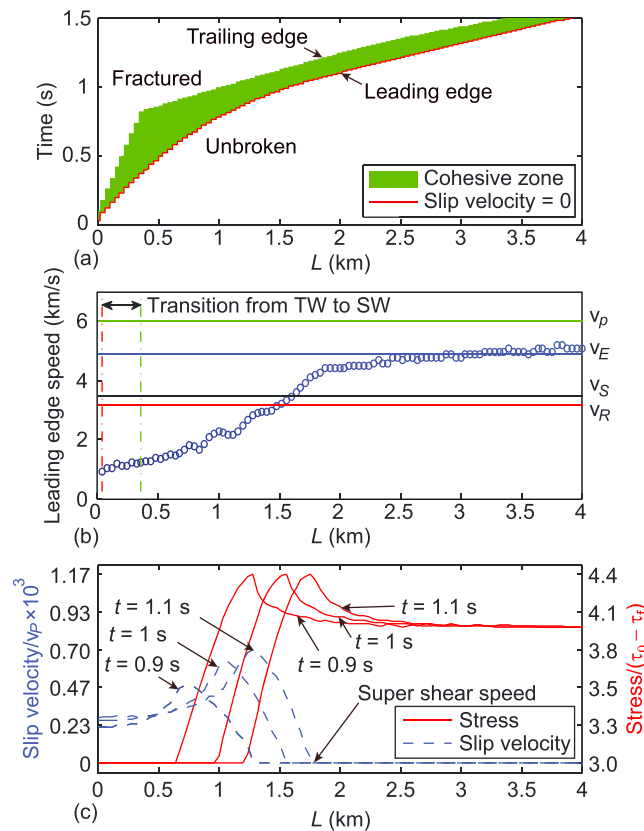 1.5
Trailing edge
Fractured
1
Leading edge
Time (s)
Unbroken
0.5
Cohesive zone
Slip velocity = 0
0
0 0.5 1 1.5 2 2.5 3 3.5 4
(a)
L (km)
Transition from TW to SW
Leading edge speed (km/s)
6
4
2
0
v_P
v_E
v_S
v_R
0 0.5 1 1.5 2 2.5 3 3.5 4
(b)
L (km)
1.17
0.93
0.70
0.47
0.23
0
Slip velocity/v_P×10³
t = 1.1 s
t = 1 s
t = 0.9 s
t = 1.1 s
t = 1 s
t = 0.9 s
Super shear speed
Stress
Slip velocity
4.4
4.0
3.8
3.5
3.3
3.0
Stress/(τ₀ − τ_f)
0 0.5 1 1.5 2 2.5 3 3.5 4
(c)
L (km)